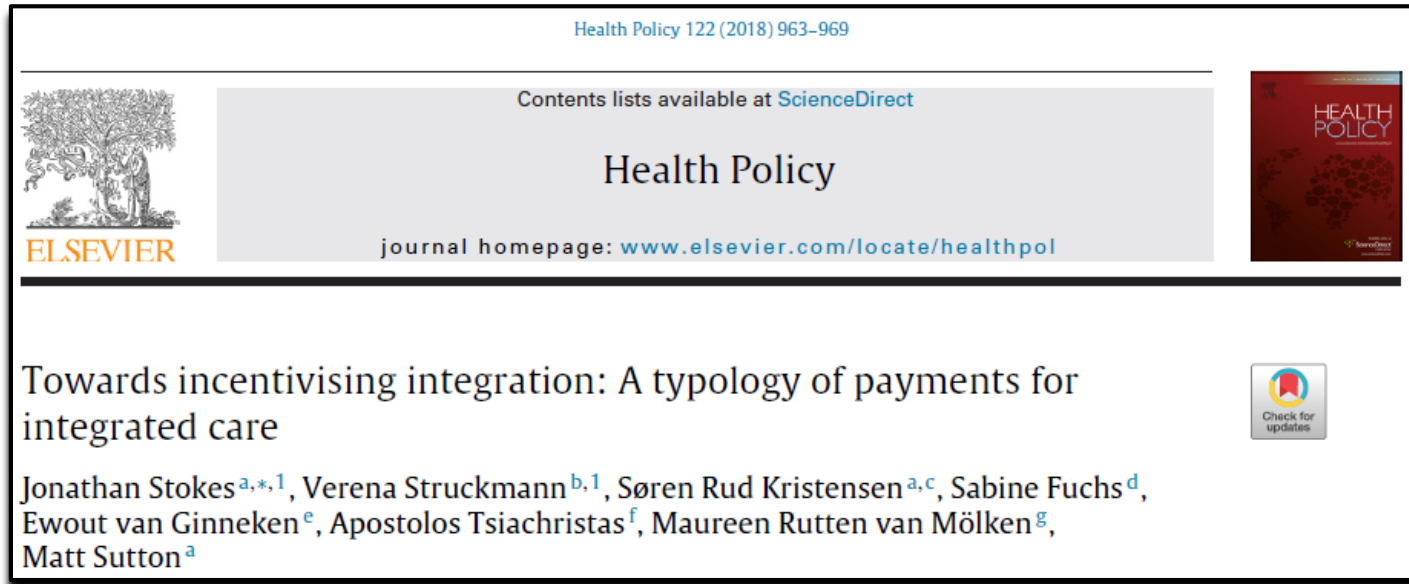 Health Policy 122 (2018) 963–969
Contents lists available at ScienceDirect
Health Policy
journal homepage: www.elsevier.com/locate/healthpol
ELSEVIER
HEALTH
POLICY
ScienceDirect
Towards incentivising integration: A typology of payments for
integrated care
Check for
updates
Jonathan Stokes a,∗,1, Verena Struckmann b,1, Søren Rud Kristensen a,c, Sabine Fuchs d,
Ewout van Ginneken e, Apostolos Tsiachristas f, Maureen Rutten van Mölken g,
Matt Sutton a